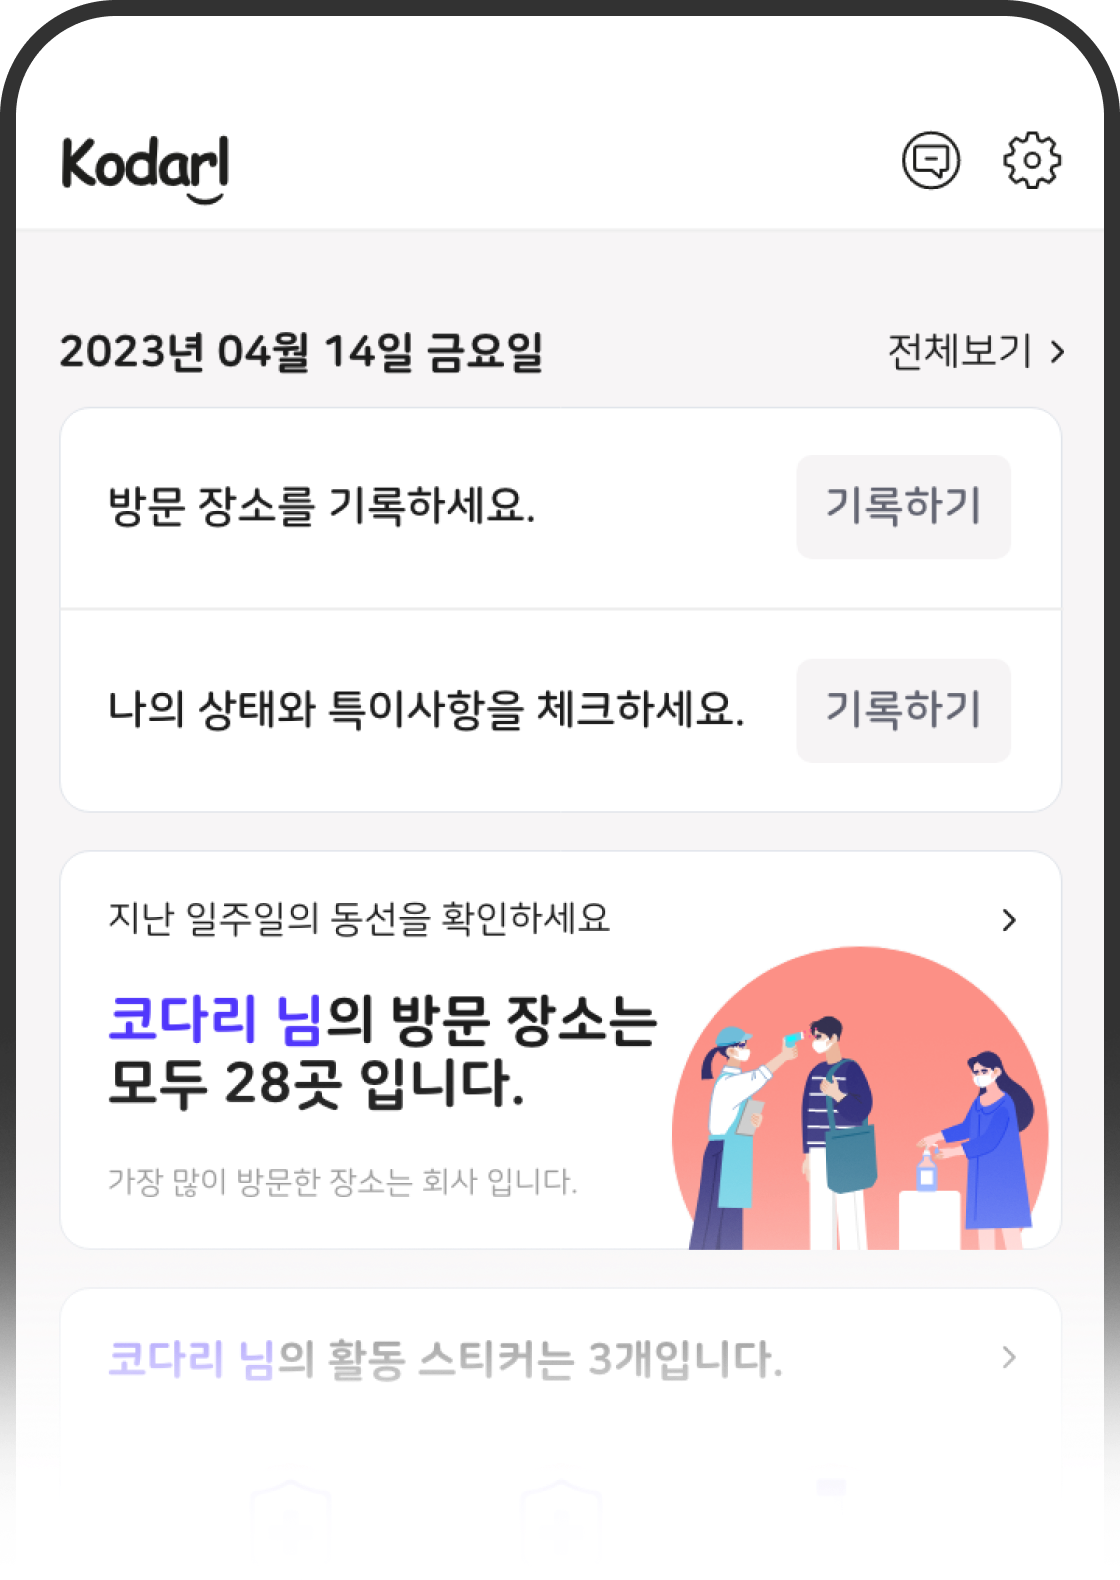 Kodarl
2023년 04월 14일 금요일
전체보기
방문 장소를 기록하세요.
기록하기
나의 상태와 특이사항을 체크하세요.
기록하기
지난 일주일의 동선을 확인하세요
코다리 님의 방문 장소는
모두 28곳 입니다.
가장 많이 방문한 장소는 회사 입니다.
코다리 님의 활동 스티커는 3개입니다.